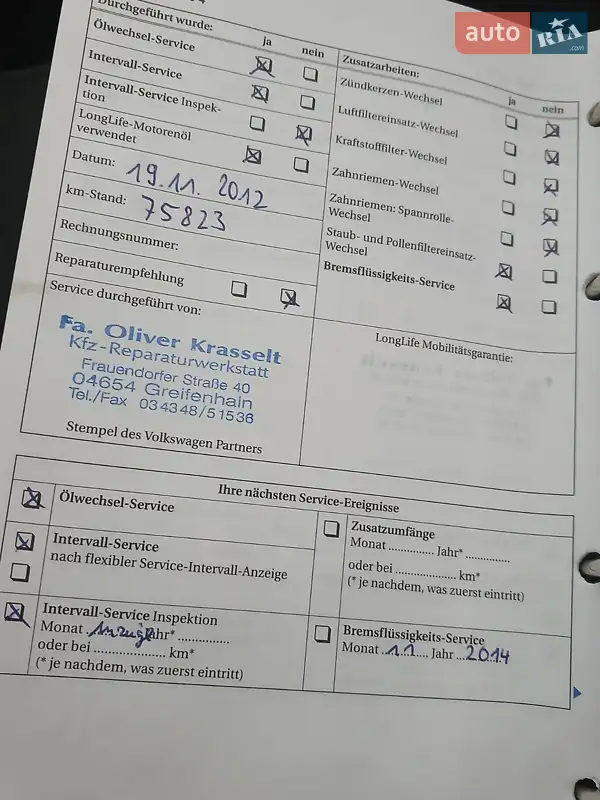 auto RIA .com
Durchgeführt wurde:
ja nein
Ölwechsel-Service
Intervall-Service
Intervall-Service Inspek-
tion
LongLife-Motorenöl
verwendet
Datum: 19.11. 2012
km-Stand: 75823
Rechnungsnummer:
Reparaturempfehlung
Service durchgeführt von:
Fa. Oliver Krasselt
Kfz-Reparaturwerkstatt
Frauendorfer Straße 40
04654 Greifenhain
Tel./Fax 034348/51536
Stempel des Volkswagen Partners
Zusatzarbeiten:
ja nein
Zündkerzen-Wechsel
Luftfiltereinsatz-Wechsel
Kraftstofffilter-Wechsel
Zahnriemen-Wechsel
Zahnriemen: Spannrolle-
Wechsel
Staub- und Pollenfiltereinsatz-
Wechsel
Bremsflüssigkeits-Service
LongLife Mobilitätsgarantie:
Ihre nächsten Service-Ereignisse
Ölwechsel-Service
Intervall-Service
nach flexibler Service-Intervall-Anzeige
Intervall-Service Inspektion
Monat .............. Jahr* ..............
oder bei .................... km*
(* je nachdem, was zuerst eintritt)
Zusatzumfänge
Monat .............. Jahr* ..............
oder bei .................... km*
(* je nachdem, was zuerst eintritt)
Bremsflüssigkeits-Service
Monat ..11.... Jahr ...2014